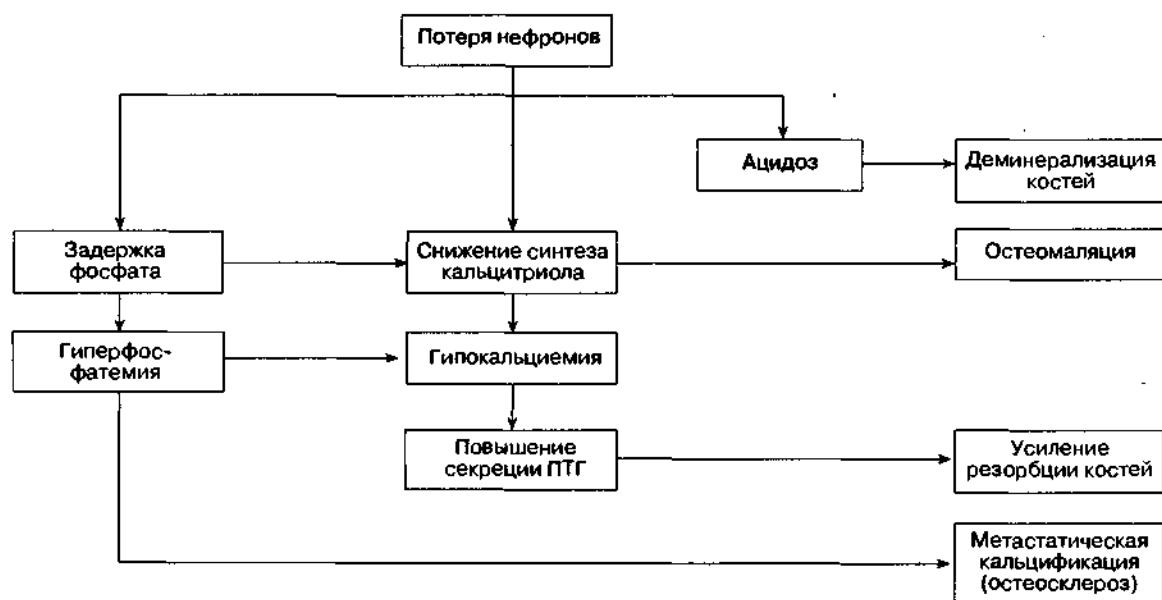 Потеря нефронов
Ацидоз
Деминерализация
костей
Задержка
фосфата
Снижение синтеза
кальцитриола
Остеомаляция
Гиперфос-
фатемия
Гипокальциемия
Повышение
секреции ПТГ
Усиление
резорбции костей
Метастатическая
кальцификация
(остеосклероз)